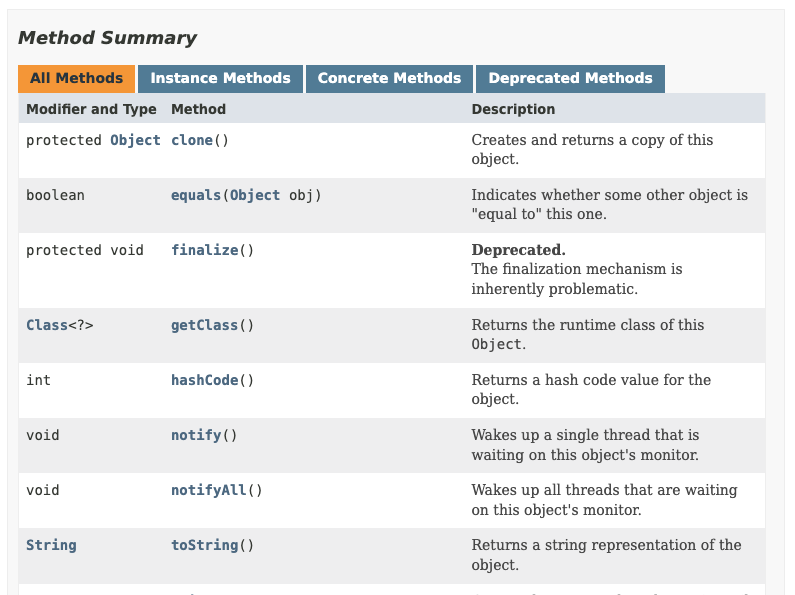 Method Summary
All Methods Instance Methods Concrete Methods Deprecated Methods
Modifier and Type Method Description
protected Object clone() Creates and returns a copy of this
object.
boolean equals(Object obj) Indicates whether some other object is
"equal to" this one.
protected void finalize() Deprecated.
The finalization mechanism is
inherently problematic.
Class<?> getClass() Returns the runtime class of this
Object.
int hashCode() Returns a hash code value for the
object.
void notify() Wakes up a single thread that is
waiting on this object's monitor.
void notifyAll() Wakes up all threads that are waiting
on this object's monitor.
String toString() Returns a string representation of the
object.